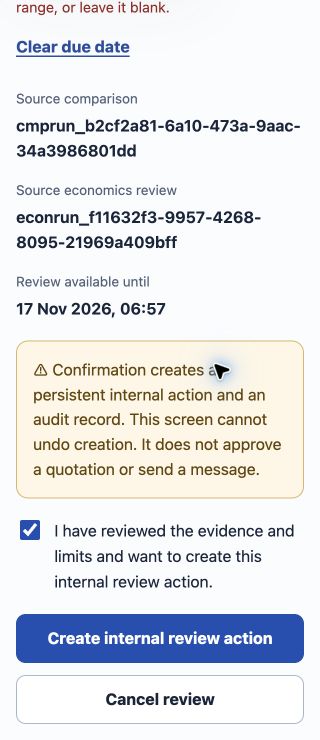 range, or leave it blank.
Clear due date
Source comparison
cmprun_b2cf2a81-6a10-473a-9aac-
34a3986801dd
Source economics review
econrun_f11632f3-9957-4268-
8095-21969a409bff
Review available until
17 Nov 2026, 06:57
⚠ Confirmation creates
persistent internal action and an
audit record. This screen cannot
undo creation. It does not approve
a quotation or send a message.
I have reviewed the evidence and
limits and want to create this
internal review action.
Create internal review action
Cancel review